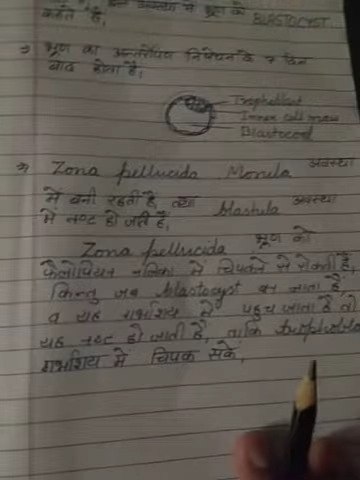 इस अवस्था में भ्रूण को
कहते हैं, BLASTOCYST
भ्रूण का अन्तर्रोपण निषेचन के 7 दिन
बाद होता है,
Trophoblast
Inner cell mass
Blastocoel
Zona pellucida Morula अवस्था
में बनी रहती है तथा Blastula अवस्था
में नष्ट हो जाती है,
Zona pellucida भ्रूण को
फैलोपियन नलिका में चिपकने से रोकती है,
किन्तु जब blastocyst बन जाता है
व यह गर्भाशय में पहुच जाता है तो
यह नष्ट हो जाती है, ताकि trophobla
गर्भाशय में चिपक सके,